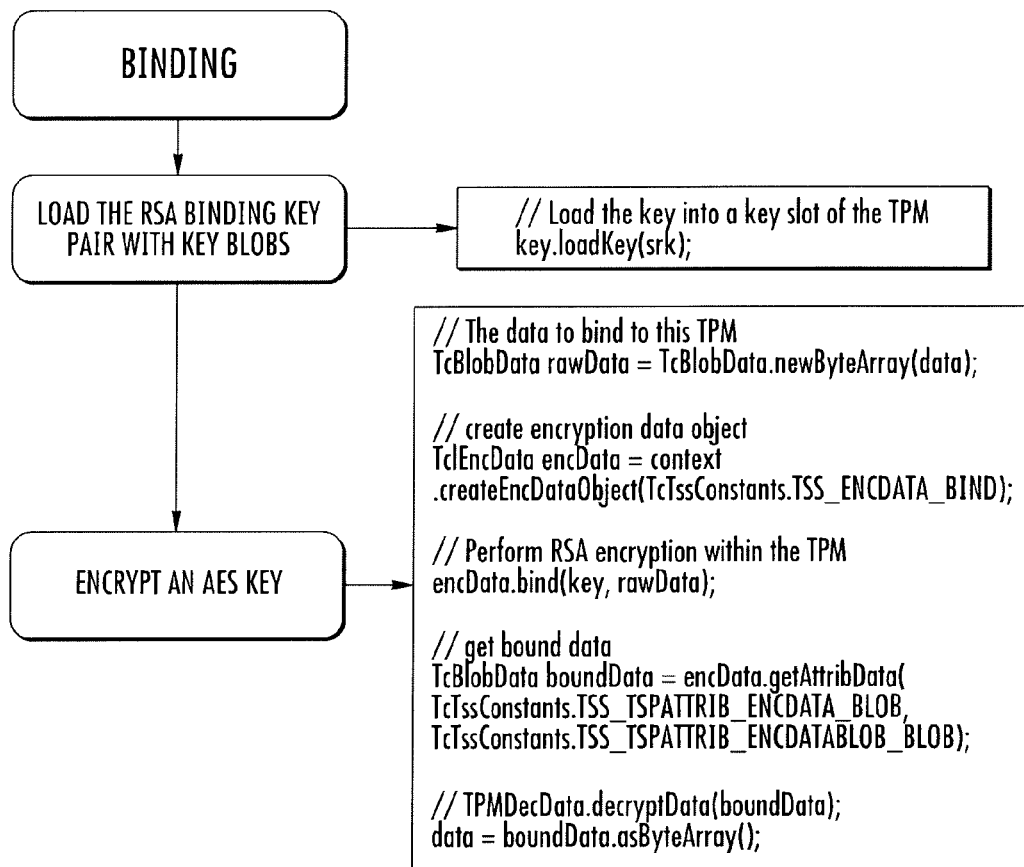 BINDING
LOAD THE RSA BINDING KEY
PAIR WITH KEY BLOBS
// Load the key into a key slot of the TPM
key.loadKey(srk);
// The data to bind to this TPM
TcBlobData rawData = TcBlobData.newByteArray(data);
// create encryption data object
TclEncData encData = context
.createEncDataObject(TcTssConstants.TSS_ENCDATA_BIND);
ENCRYPT AN AES KEY
// Perform RSA encryption within the TPM
encData.bind(key, rawData);
// get bound data
TcBlobData boundData = encData.getAttribData(
TcTssConstants.TSS_TSPATTRIB_ENCDATA_BLOB,
TcTssConstants.TSS_TSPATTRIB_ENCDATABLOB_BLOB);
// TPMDecData.decryptData(boundData);
data = boundData.asByteArray();